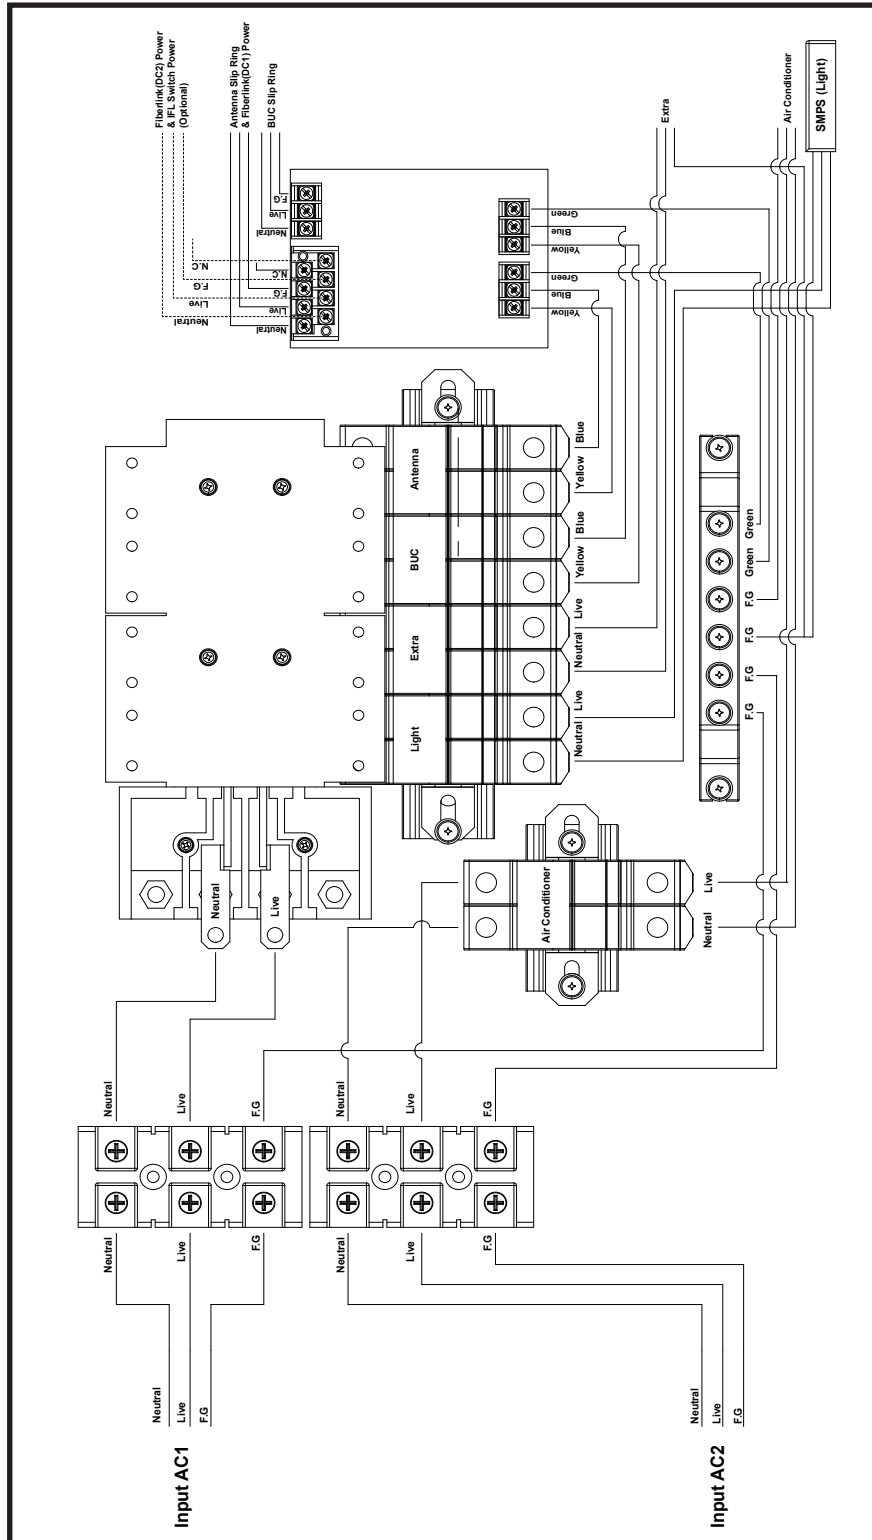 Fiberlink(DC2) Power
& IFL Switch Power
(Optional)
Antenna Slip Ring
& Fiberlink(DC1) Power
BUC Slip Ring
Extra
Air Conditioner
SMPS (Light)
F.G
Live
Neutral
N.C
F.G
Live
Neutral
N.C
F.G
Live
Neutral
Green
Blue
Yellow
Green
Blue
Yellow
Antenna
BUC
Extra
Light
Blue
Yellow
Blue
Yellow
Live
Neutral
Live
Neutral
Green
Green
F.G
F.G
F.G
F.G
Neutral
Live
Air Conditioner
Live
Neutral
Neutral
Live
F.G
Neutral
Live
F.G
Neutral
Live
F.G
Neutral
Live
F.G
Neutral
Live
F.G
Input AC1
Neutral
Live
F.G
Input AC2